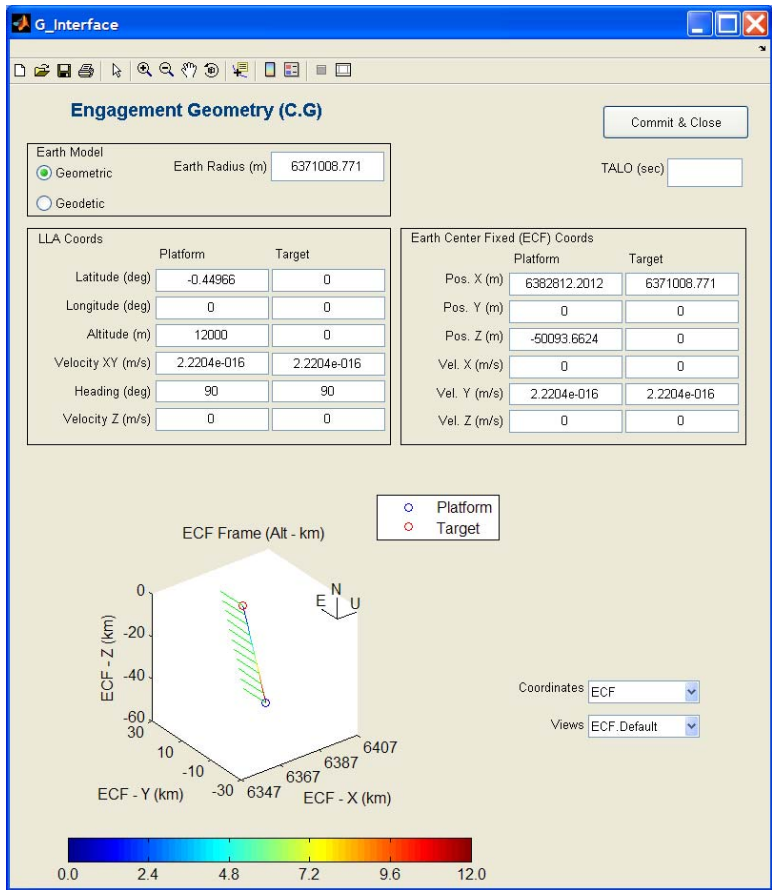 G_Interface
Engagement Geometry (C.G)
Commit & Close
Earth Model
Geometric
Earth Radius (m) 6371008.771
TALO (sec)
Geodetic
LLA Coords
Platform Target
Latitude (deg) -0.44966 0
Longitude (deg) 0 0
Altitude (m) 12000 0
Velocity XY (m/s) 2.2204e-016 2.2204e-016
Heading (deg) 90 90
Velocity Z (m/s) 0 0
Earth Center Fixed (ECF) Coords
Platform Target
Pos. X (m) 6382812.2012 6371008.771
Pos. Y (m) 0 0
Pos. Z (m) -50093.6624 0
Vel. X (m/s) 0 0
Vel. Y (m/s) 2.2204e-016 2.2204e-016
Vel. Z (m/s) 0 0
Platform
Target
ECF Frame (Alt - km)
E N U
ECF - Z (km)
0
-20
-40
-60
30
10
-10
-30
ECF - Y (km)
6347
6367
6387
6407
ECF - X (km)
Coordinates ECF
Views ECF.Default
0.0 2.4 4.8 7.2 9.6 12.0